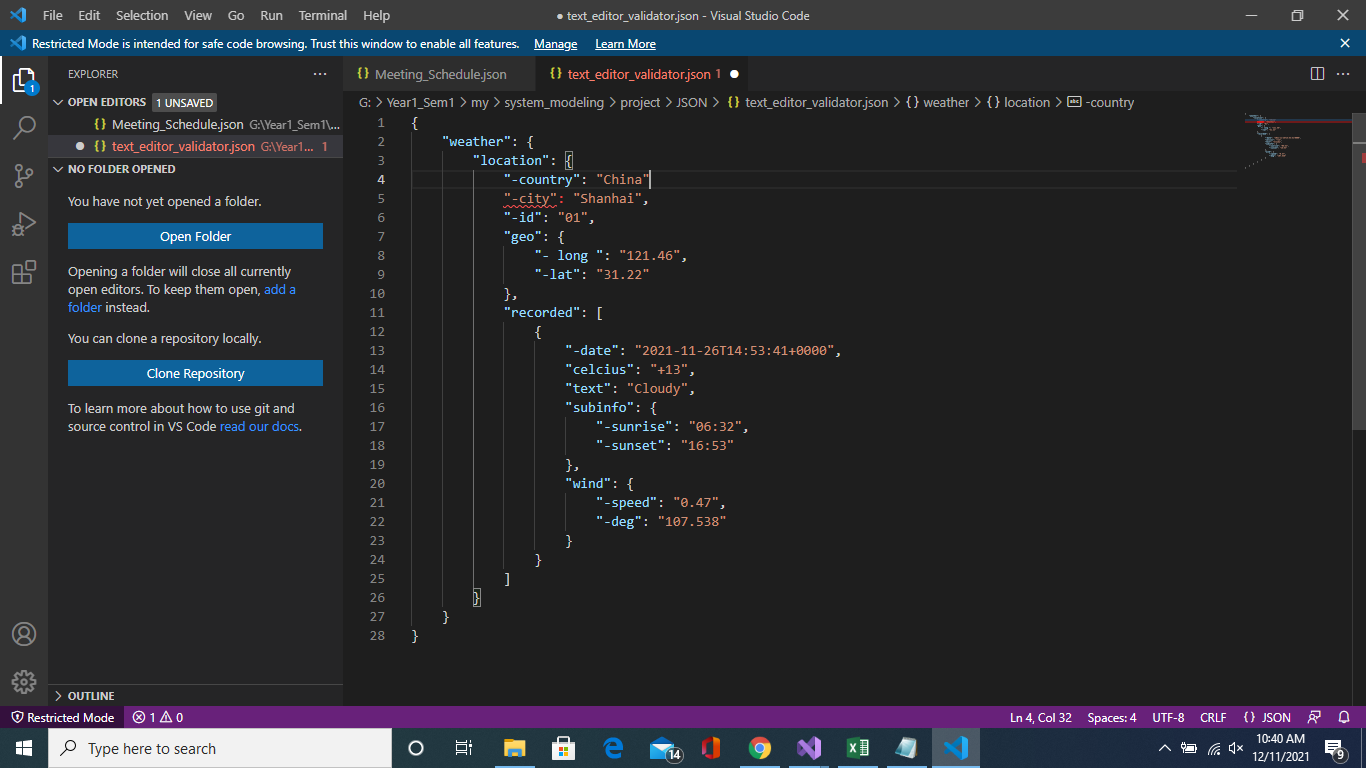 File Edit Selection View Go Run Terminal Help ● text_editor_validator.json - Visual Studio Code
Restricted Mode is intended for safe code browsing. Trust this window to enable all features. Manage Learn More
EXPLORER
Meeting_Schedule.json
text_editor_validator.json 1
OPEN EDITORS 1 UNSAVED
Meeting_Schedule.json G:\Year1_Sem1\...
text_editor_validator.json G:\Year1... 1
NO FOLDER OPENED
You have not yet opened a folder.
Open Folder
Opening a folder will close all currently
open editors. To keep them open, add a
folder instead.
You can clone a repository locally.
Clone Repository
To learn more about how to use git and
source control in VS Code read our docs.
OUTLINE
1
G: > Year1_Sem1 > my > system_modeling > project > JSON > {} text_editor_validator.json > {} weather > {} location > abc -country
1 {
2 "weather": {
3 "location": {
4 "-country": "China"
5 "-city": "Shanhai",
6 "-id": "01",
7 "geo": {
8 "- long ": "121.46",
9 "-lat": "31.22"
10 },
11 "recorded": [
12 {
13 "-date": "2021-11-26T14:53:41+0000",
14 "celcius": "+13",
15 "text": "Cloudy",
16 "subinfo": {
17 "-sunrise": "06:32",
18 "-sunset": "16:53"
19 },
20 "wind": {
21 "-speed": "0.47",
22 "-deg": "107.538"
23 }
24 }
25 ]
26 }
27 }
28 }
Restricted Mode 1 0 Ln 4, Col 32 Spaces: 4 UTF-8 CRLF {} JSON
Type here to search
14
10:40 AM
12/11/2021
9